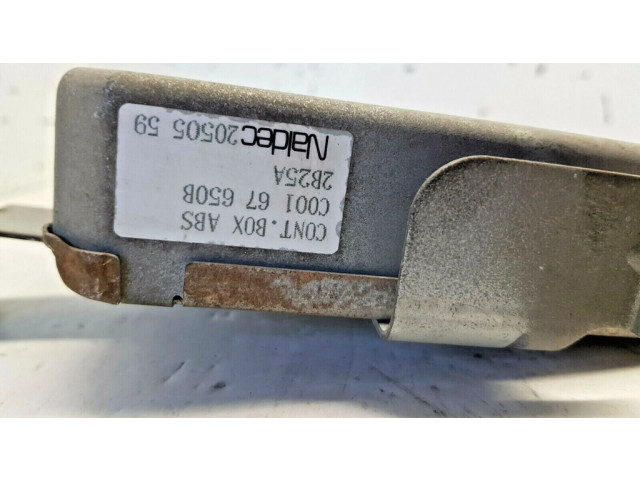 CONT.BOX ABS
C001 67 650B
2B25A
Naldec 20505 59